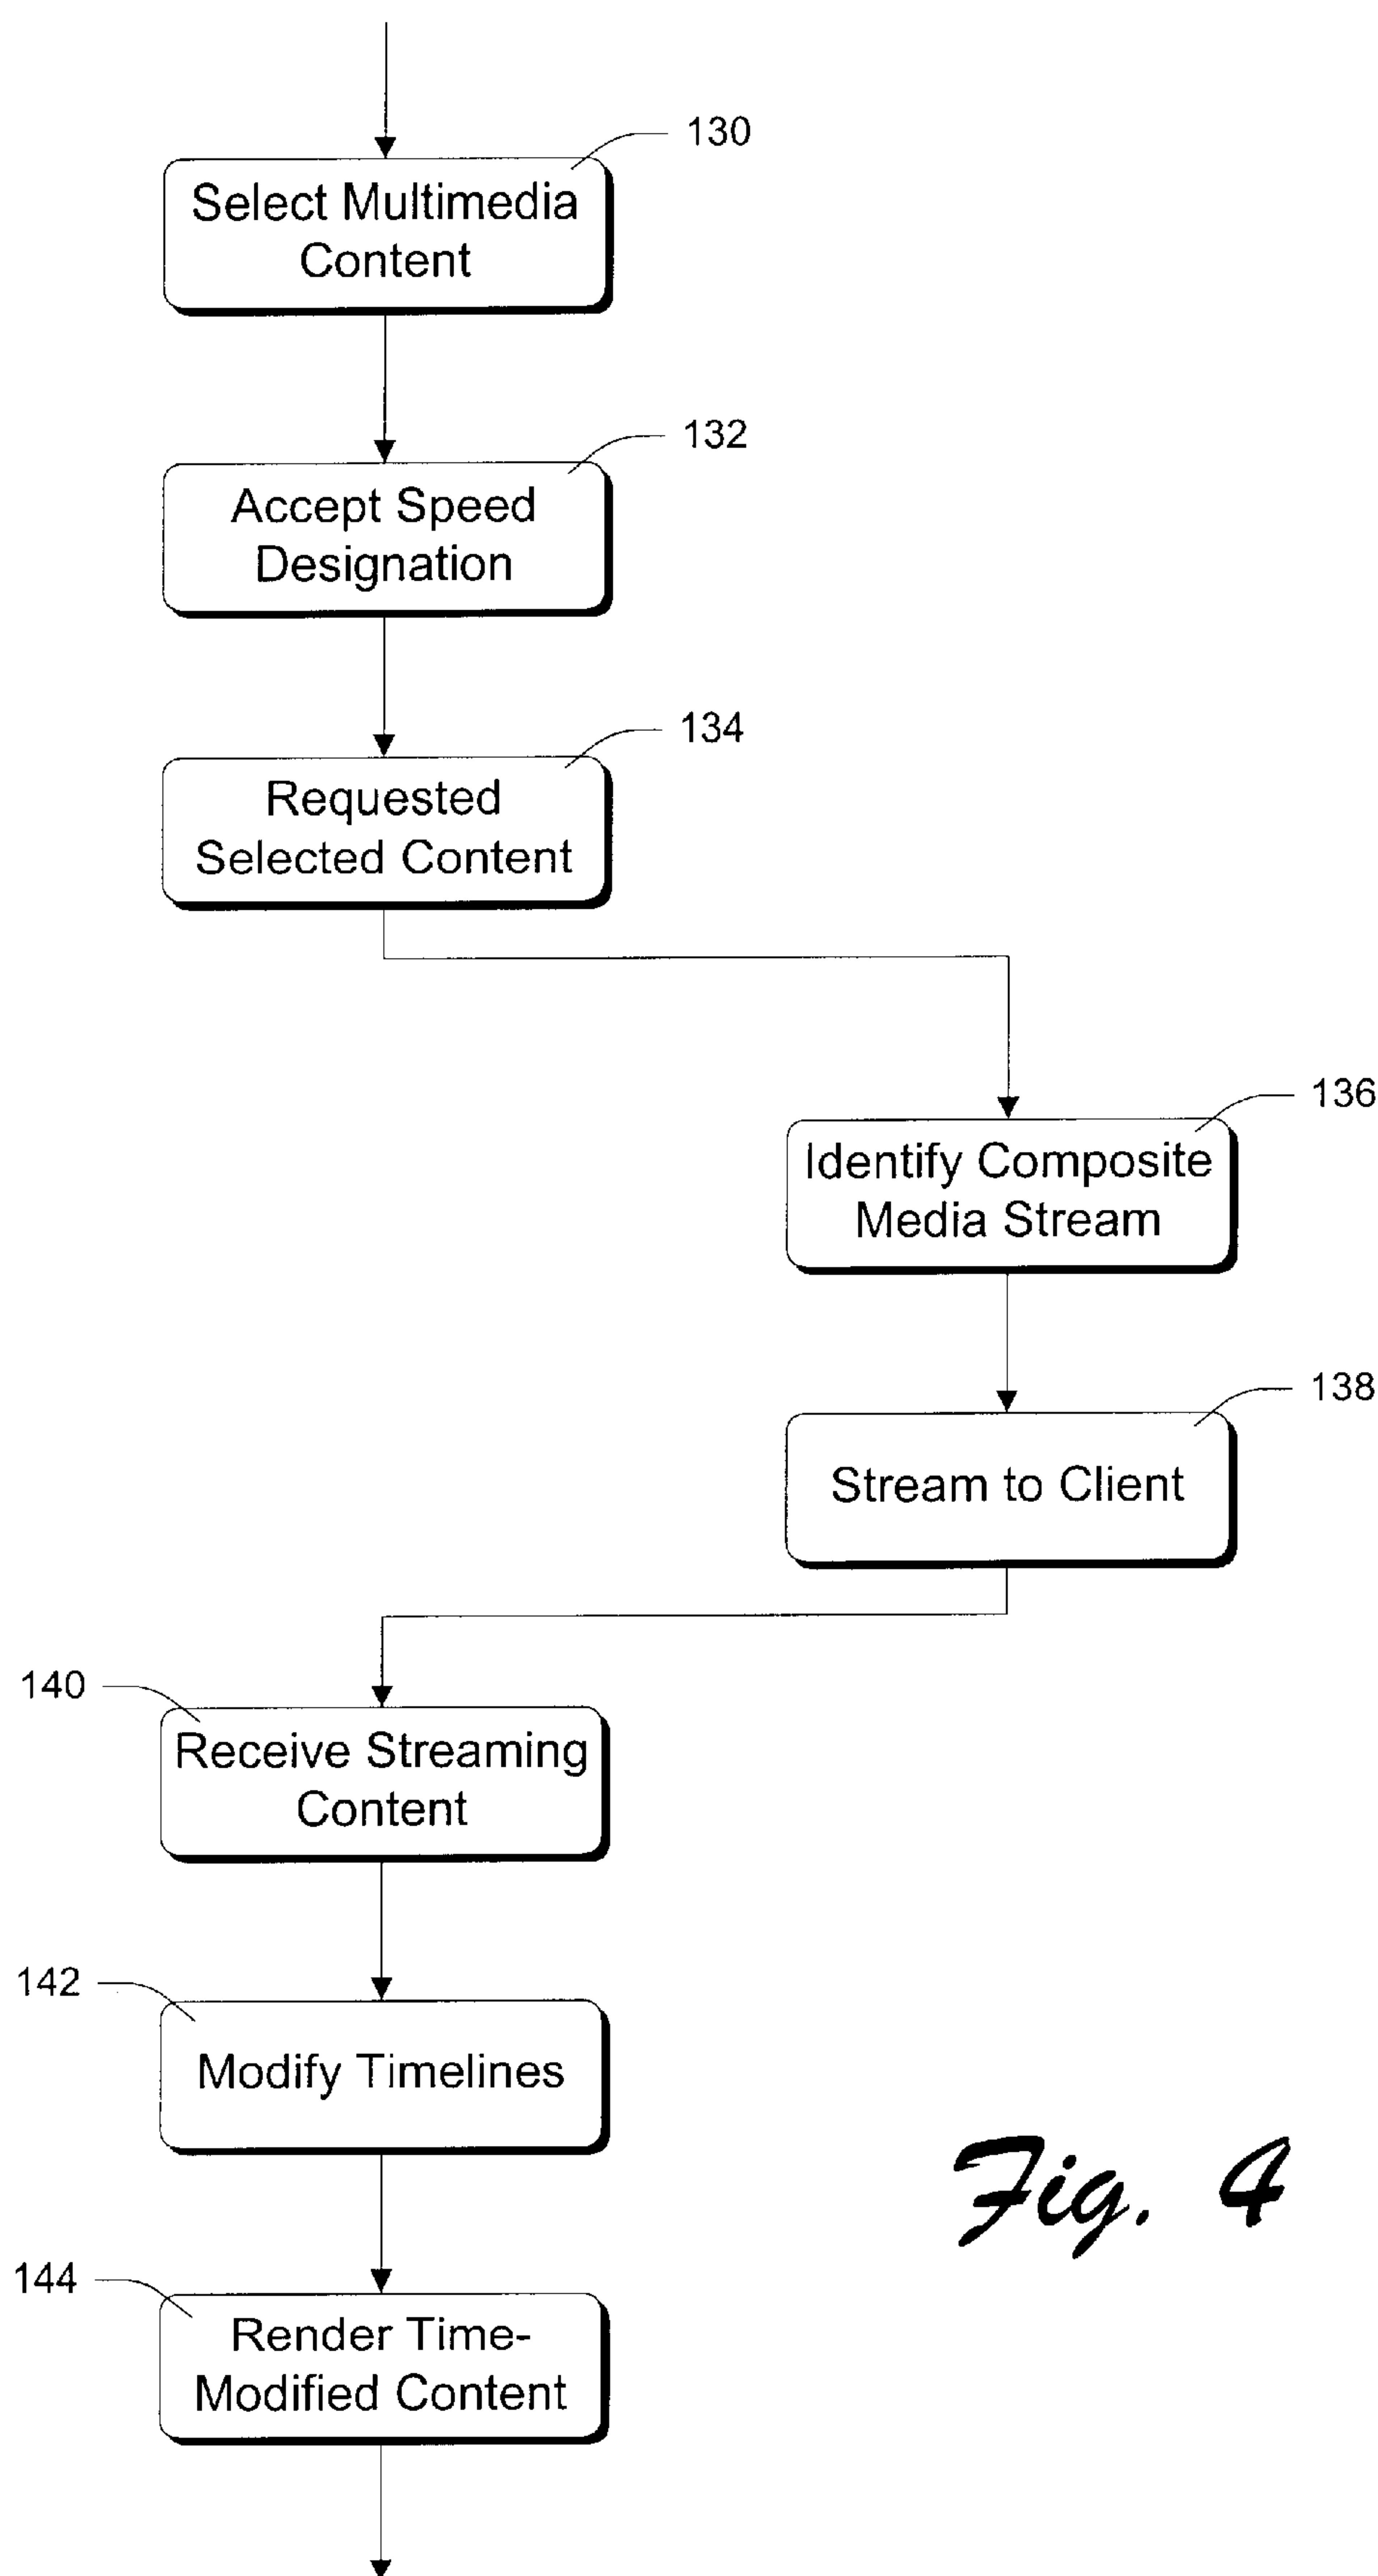 130
Select Multimedia
Content
132
Accept Speed
Designation
134
Requested
Selected Content
136
Identify Composite
Media Stream
138
Stream to Client
140
Receive Streaming
Content
142
Modify Timelines
144
Render Time-
Modified Content
Fig. 4